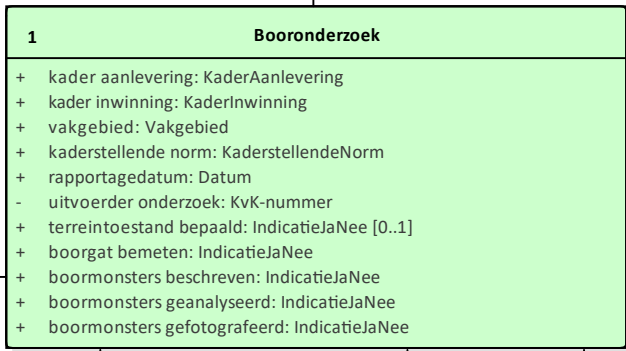 1 Booronderzoek
+ kader aanlevering: KaderAanlevering
+ kader inwinning: KaderInwinning
+ vakgebied: Vakgebied
+ kaderstellende norm: KaderstellendeNorm
+ rapportagedatum: Datum
- uitvoerder onderzoek: KvK-nummer
+ terreintoestand bepaald: IndicatieJaNee [0..1]
+ boorgat bemeten: IndicatieJaNee
+ boormonsters beschreven: IndicatieJaNee
+ boormonsters geanalyseerd: IndicatieJaNee
+ boormonsters gefotografeerd: IndicatieJaNee